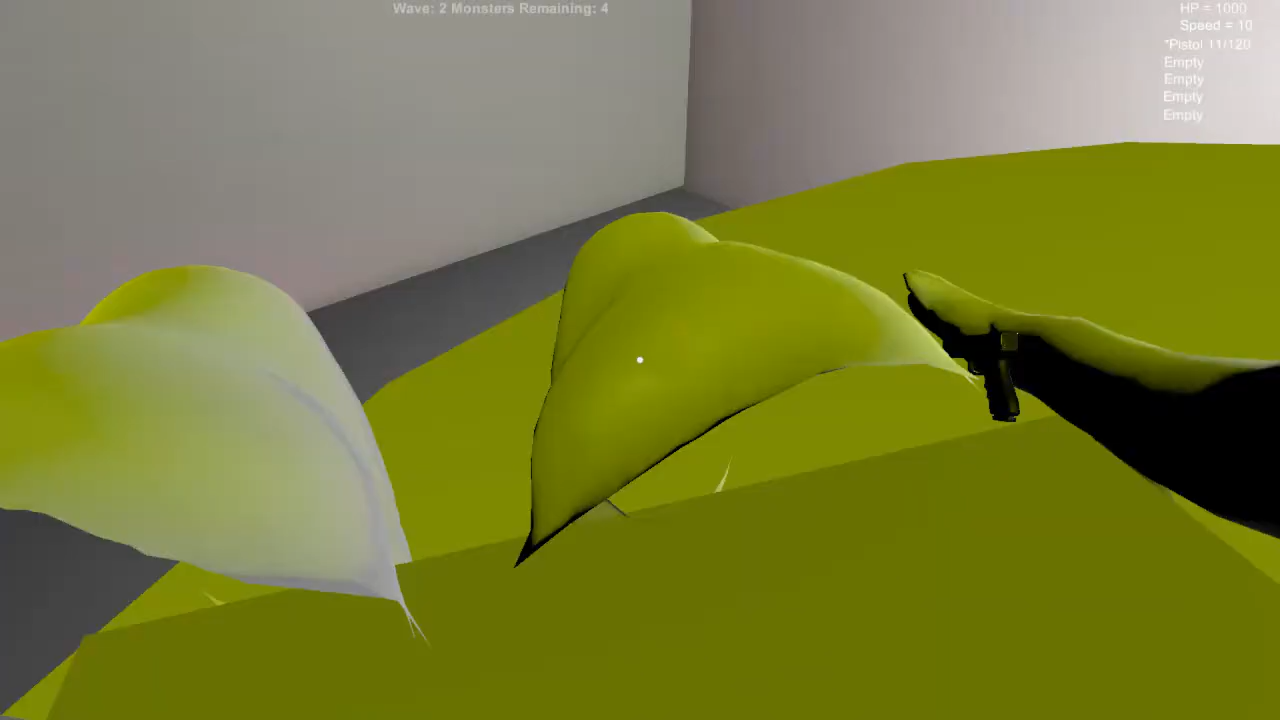 Wave: 2 Monsters Remaining: 4
HP = 1000
Speed = 10
*Pistol 11/120
Empty
Empty
Empty
Empty